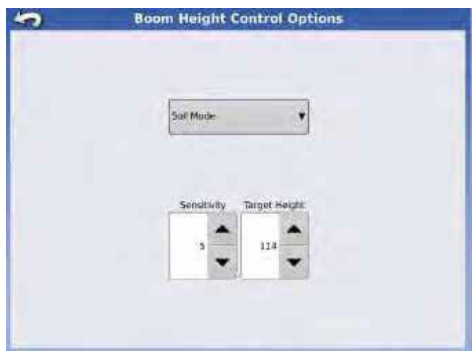 Boom Height Control Options
Soil Mode
Sensitivity Target Height
5 114